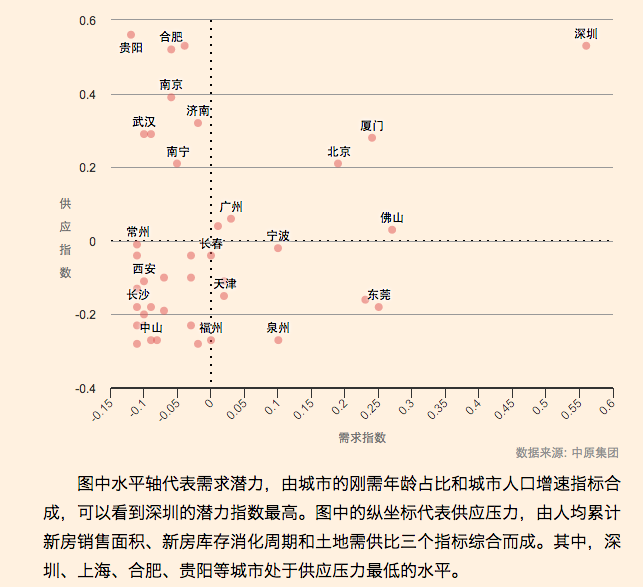 0.6
深圳
合肥
贵阳
0.4
南京
济南
武汉
厦门
南宁
北京
0.2
广州
佛山
常州
长春
宁波
0
供应指数
西安
天津
长沙
东莞
-0.2
中山
福州
泉州
-0.4
-0.15 -0.1 -0.05 0 0.05 0.1 0.15 0.2 0.25 0.3 0.35 0.4 0.45 0.5 0.55 0.6
需求指数
数据来源: 中原集团
图中水平轴代表需求潜力，由城市的刚需年龄占比和城市人口增速指标合
成，可以看到深圳的潜力指数最高。图中的纵坐标代表供应压力，由人均累计
新房销售面积、新房库存消化周期和土地需供比三个指标综合而成。其中，深
圳、上海、合肥、贵阳等城市处于供应压力最低的水平。